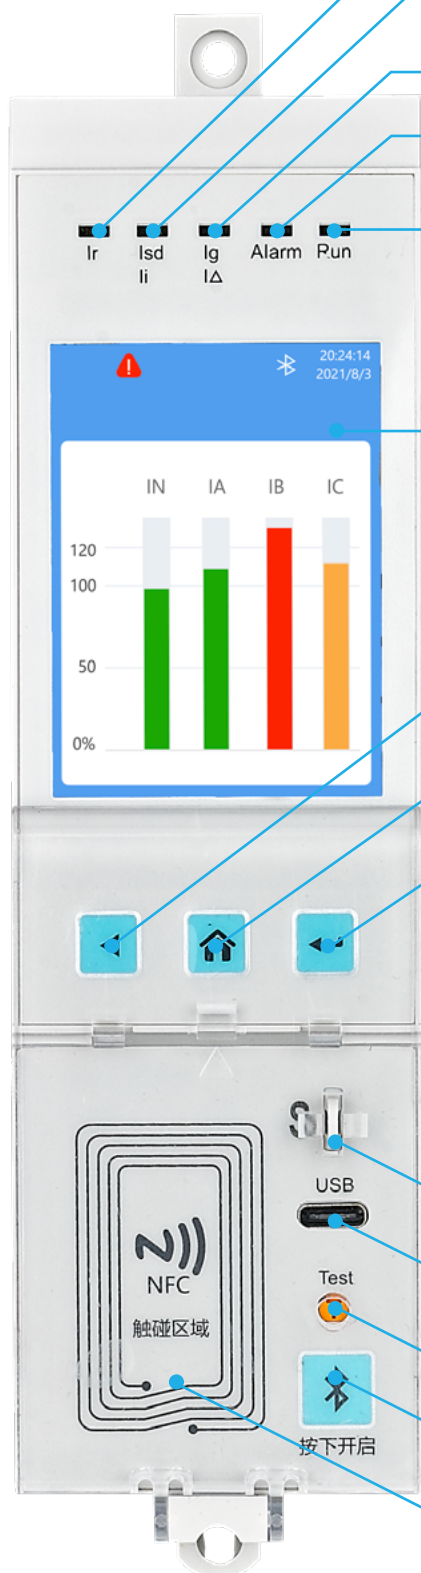 Ir Isd Ig Alarm Run
Ii I△
20:24:14
2021/8/3
IN IA IB IC
120
100
50
0%
S
USB
Test
NFC
触碰区域
按下开启